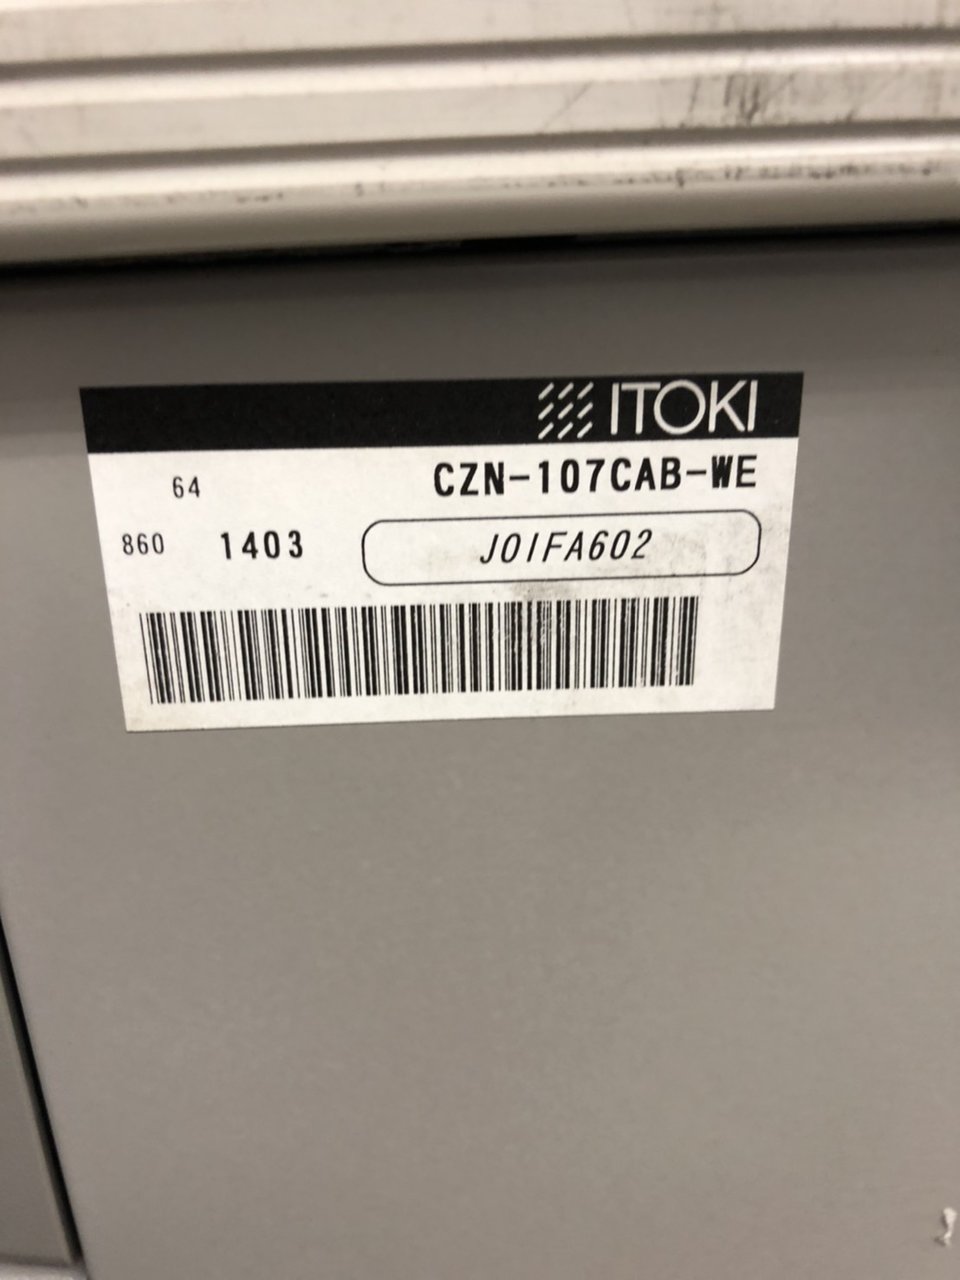 ITOKI
64 CZN-107CAB-WE
860 1403 J01FA602